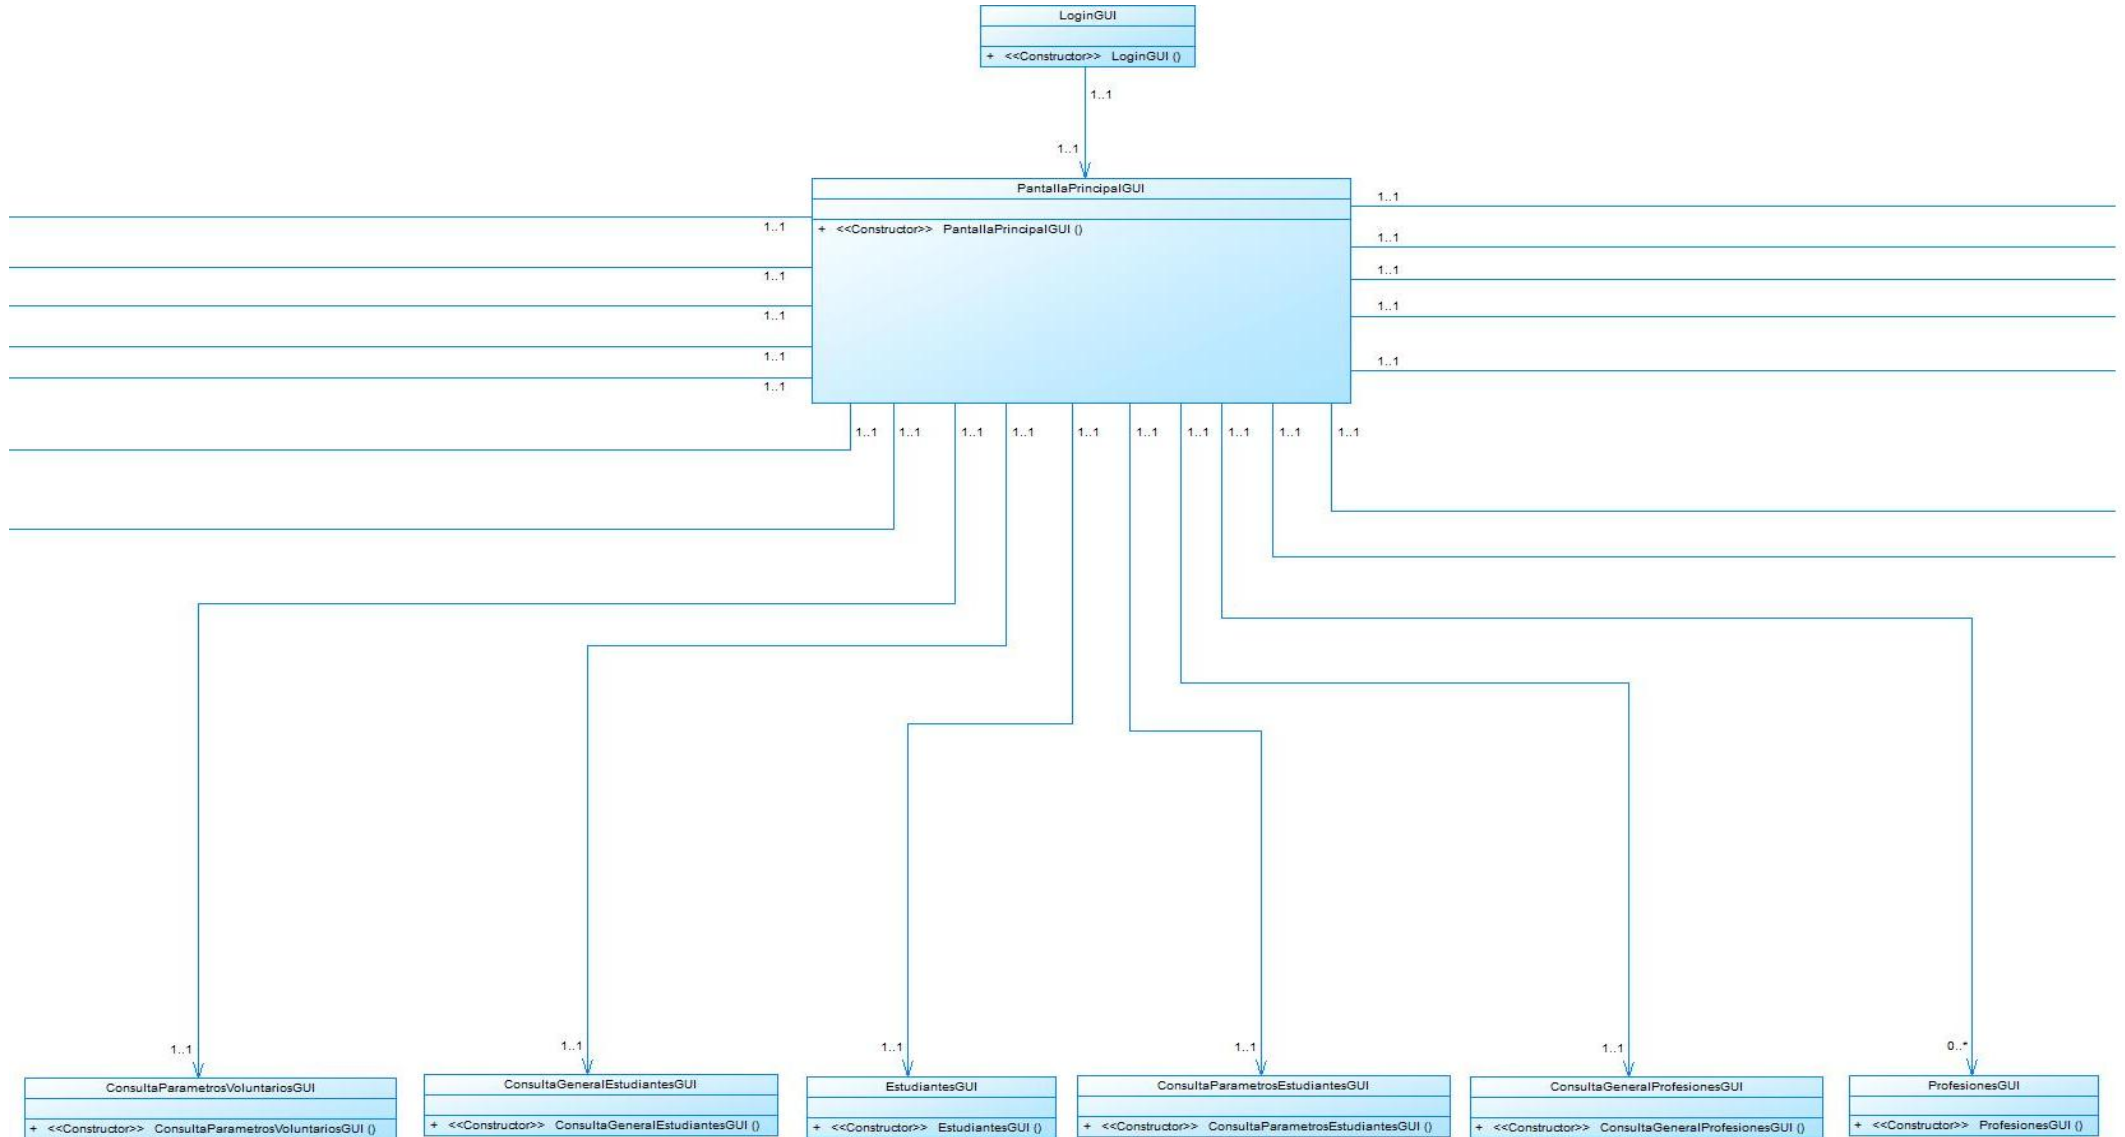 LoginGUI
+ <<Constructor>> LoginGUI ()
1..1
1..1
PantallaPrincipalGUI
+ <<Constructor>> PantallaPrincipalGUI ()
1..1
1..1
1..1
1..1
1..1
1..1
1..1
1..1
1..1
1..1
1..1 1..1 1..1 1..1 1..1 1..1 1..1 1..1 1..1 1..1
1..1 1..1 1..1 1..1 1..1 0..*
ConsultaParametrosVoluntariosGUI
+ <<Constructor>> ConsultaParametrosVoluntariosGUI ()
ConsultaGeneralEstudiantesGUI
+ <<Constructor>> ConsultaGeneralEstudiantesGUI ()
EstudiantesGUI
+ <<Constructor>> EstudiantesGUI ()
ConsultaParametrosEstudiantesGUI
+ <<Constructor>> ConsultaParametrosEstudiantesGUI ()
ConsultaGeneralProfesionesGUI
+ <<Constructor>> ConsultaGeneralProfesionesGUI ()
ProfesionesGUI
+ <<Constructor>> ProfesionesGUI ()